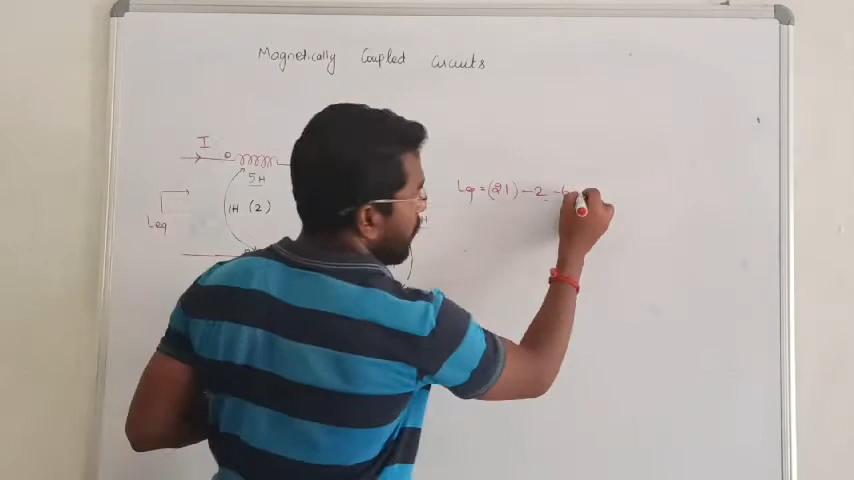 Magnetically Coupled Circuits
I
5H
1H (2)
Leq
H
Leq = (21) - 2 - 6